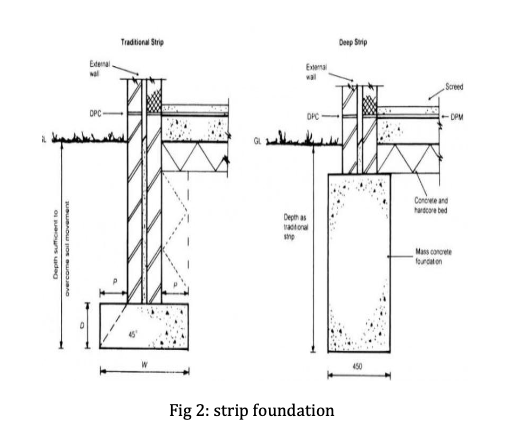 Traditional Strip
Deep Strip
External
wall
External
wall
Screed
DPC
DPC
DPM
GL
Depth sufficient to
overcome soil movement
Depth as
traditional
strip
Concrete and
hardcore bed
Mass concrete
foundation
P
P
D
45°
W
450
Fig 2: strip foundation